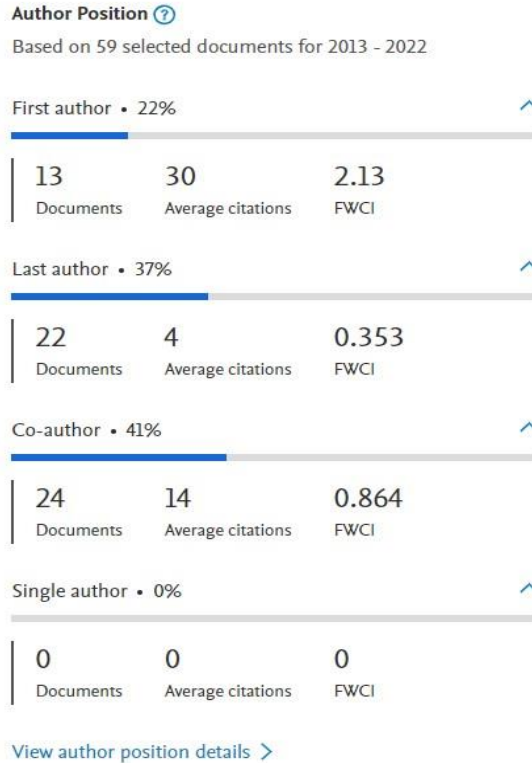 Author Position ?
Based on 59 selected documents for 2013 - 2022
First author • 22%
13 30 2.13
Documents Average citations FWCI
Last author • 37%
22 4 0.353
Documents Average citations FWCI
Co-author • 41%
24 14 0.864
Documents Average citations FWCI
Single author • 0%
0 0 0
Documents Average citations FWCI
View author position details >